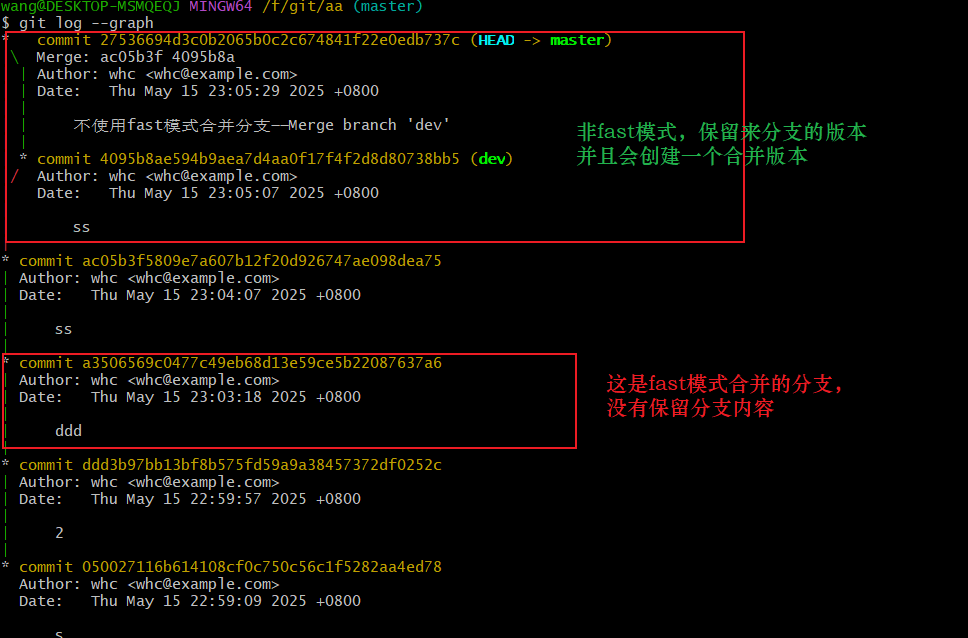 wang@DESKTOP-MSMQEQJ MINGW64 /f/git/aa (master)
$ git log --graph
*   commit 27536694d3c0b2065b0c2c674841f22e0edb737c (HEAD -> master)
|\  Merge: ac05b3f 4095b8a
| | Author: whc <whc@example.com>
| | Date:   Thu May 15 23:05:29 2025 +0800
| |
| |     不使用fast模式合并分支--Merge branch 'dev'
| |
| * commit 4095b8ae594b9aea7d4aa0f17f4f2d8d80738bb5 (dev)
|/  Author: whc <whc@example.com>
|   Date:   Thu May 15 23:05:07 2025 +0800
|
|       ss
|
非fast模式，保留来分支的版本
并且会创建一个合并版本
* commit ac05b3f5809e7a607b12f20d926747ae098dea75
| Author: whc <whc@example.com>
| Date:   Thu May 15 23:04:07 2025 +0800
|
|     ss
|
* commit a3506569c0477c49eb68d13e59ce5b22087637a6
| Author: whc <whc@example.com>
| Date:   Thu May 15 23:03:18 2025 +0800
|
|     ddd
|
这是fast模式合并的分支，
没有保留分支内容
* commit ddd3b97bb13bf8b575fd59a9a38457372df0252c
| Author: whc <whc@example.com>
| Date:   Thu May 15 22:59:57 2025 +0800
|
|     2
|
* commit 050027116b614108cf0c750c56c1f5282aa4ed78
  Author: whc <whc@example.com>
  Date:   Thu May 15 22:59:09 2025 +0800
      s